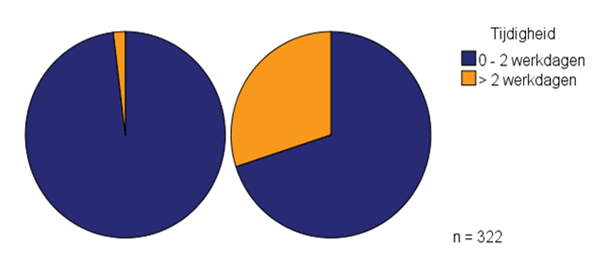 Tijdigheid
0 - 2 werkdagen
> 2 werkdagen
n = 322